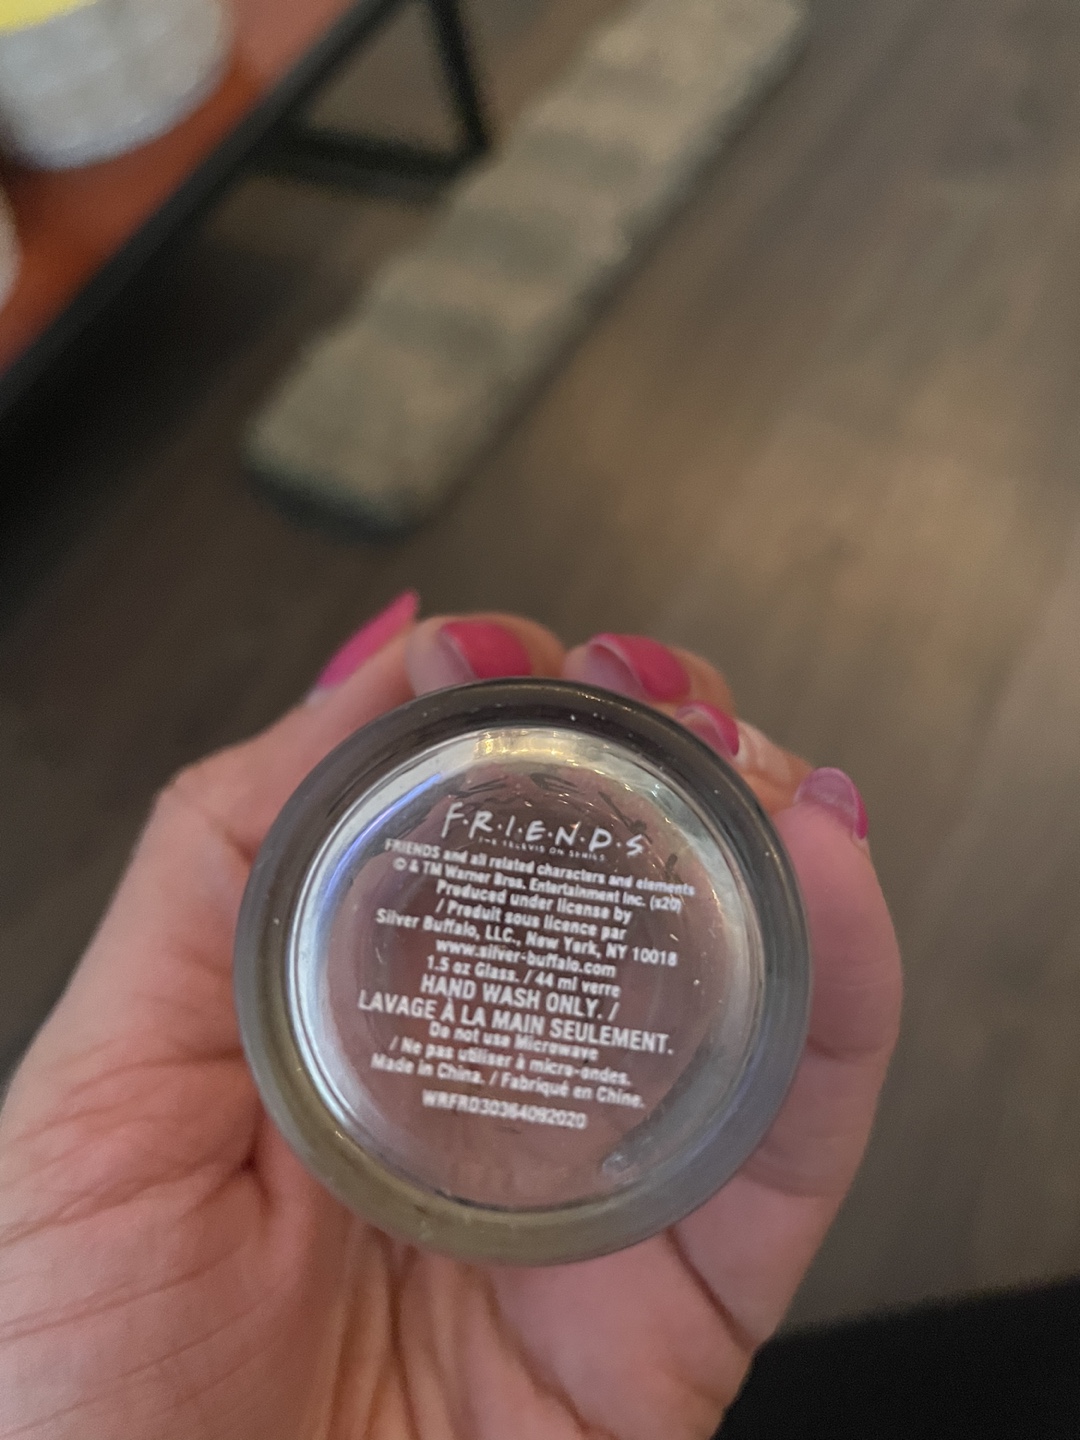 F·R·I·E·N·D·S
THE TELEVISION SERIES
FRIENDS and all related characters and elements
© & TM Warner Bros. Entertainment Inc. (s20)
Produced under license by
/ Produit sous licence par
Silver Buffalo, LLC., New York, NY 10018
www.silver-buffalo.com
1.5 oz Glass. / 44 ml verre
HAND WASH ONLY. /
LAVAGE À LA MAIN SEULEMENT.
Do not use Microwave
/ Ne pas utiliser à micro-ondes.
Made in China. / Fabriqué en Chine.
WRFRD30364092020